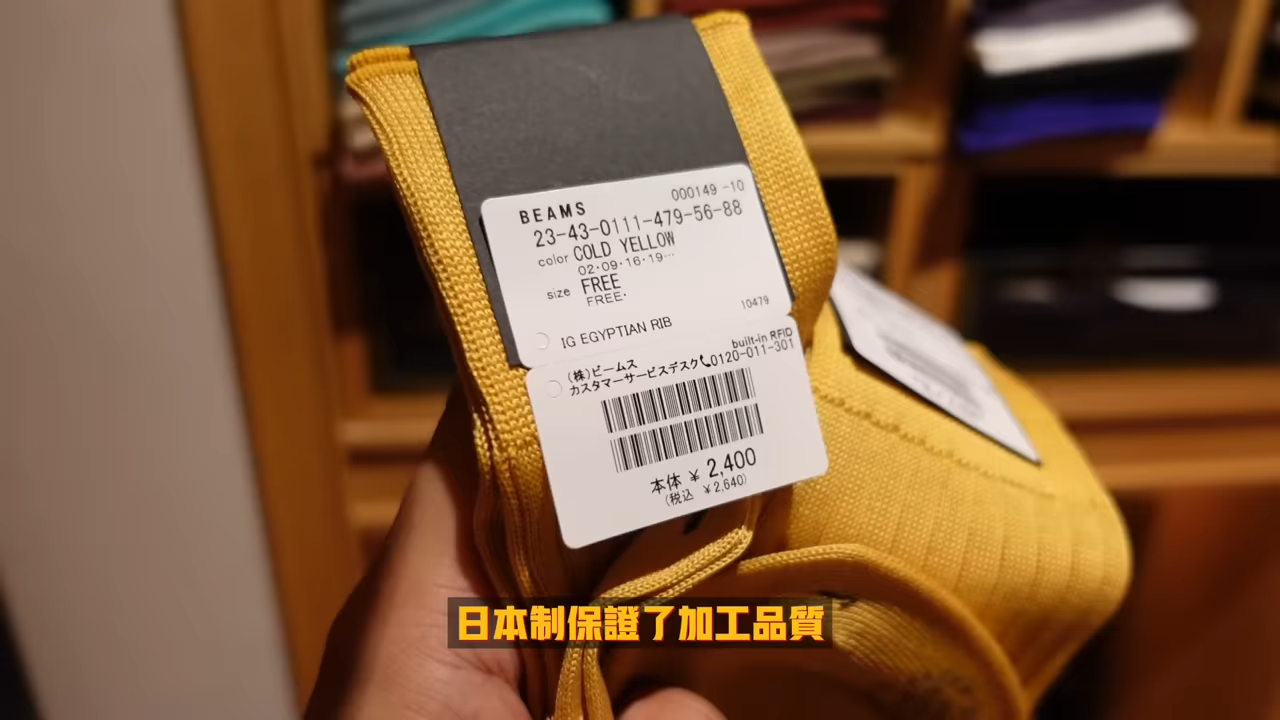 BEAMS
000149 -10
23-43-0111-479-56-88
color COLD YELLOW
02・09・16・19…
size FREE
FREE・
10479
IG EGYPTIAN RIB
built-in RFID
(株)ビームス
カスタマーサービスデスク📞0120-011-301
本体 ¥ 2,400
(税込 ¥2,640)
日本制保證了加工品質